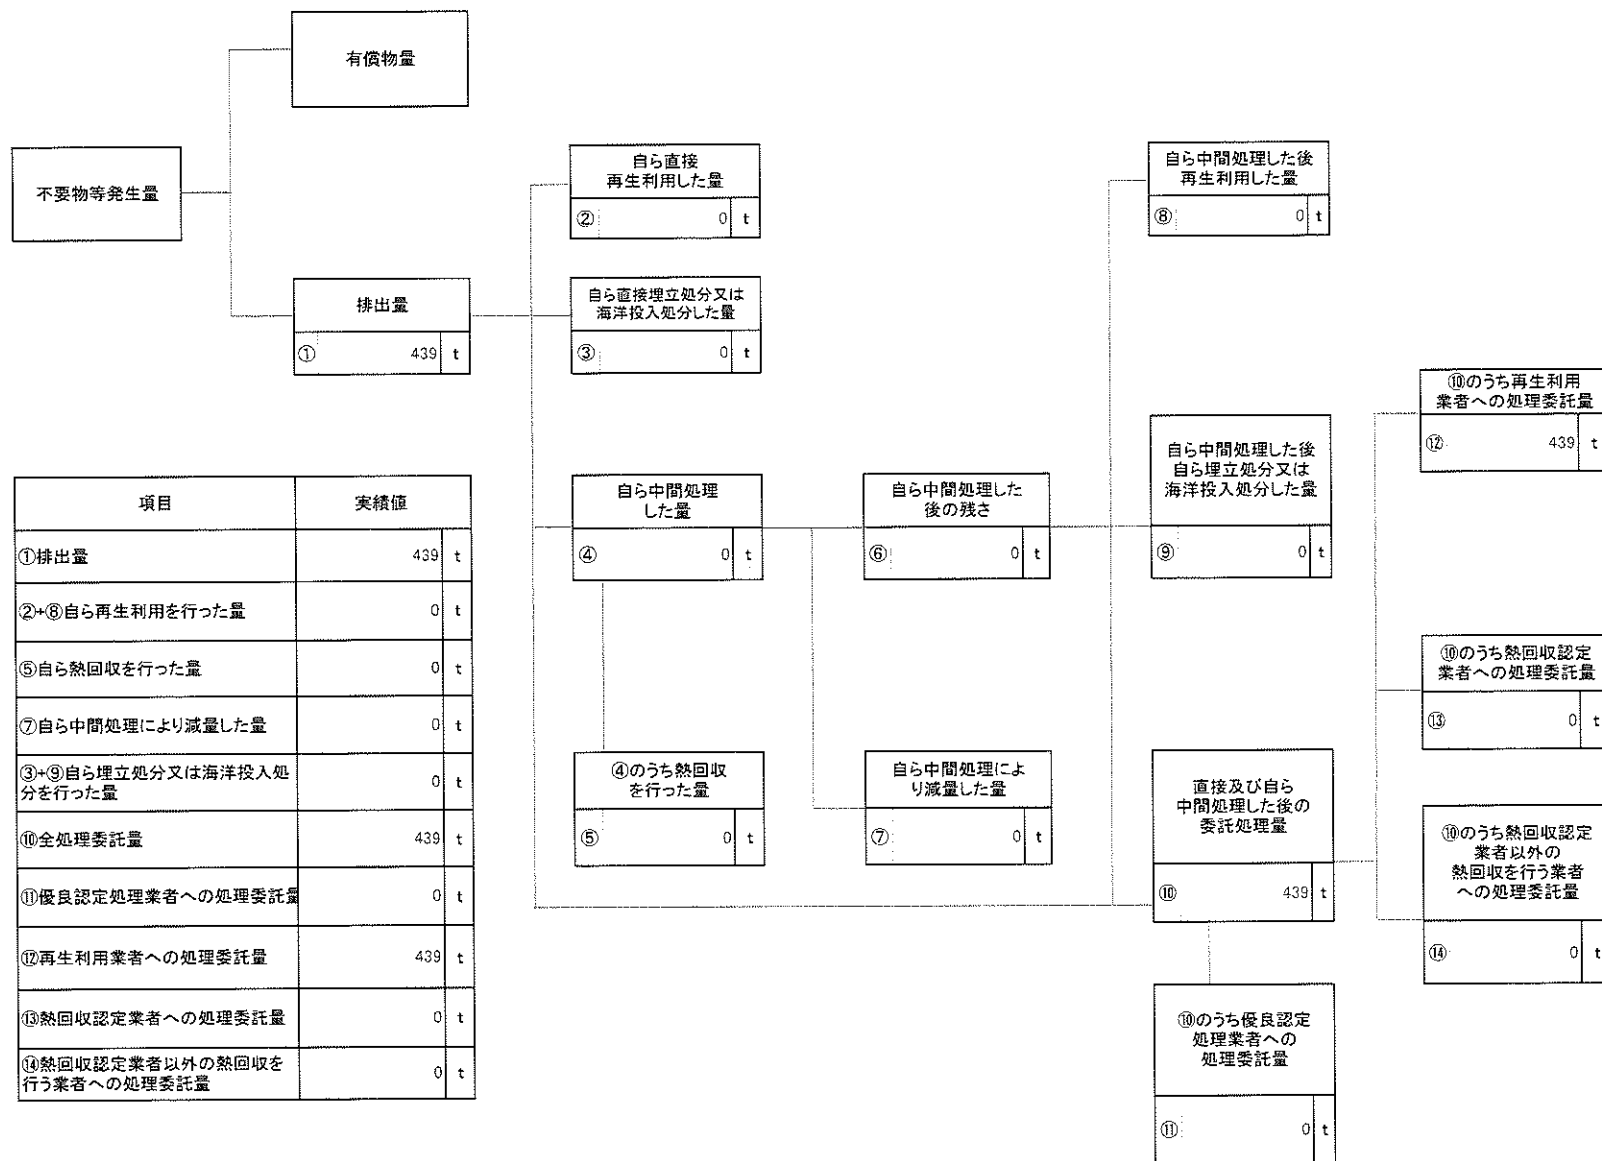 有償物量
不要物等発生量
排出量
① 439 t
自ら直接
再生利用した量
② 0 t
自ら直接埋立処分又は
海洋投入処分した量
③ 0 t
自ら中間処理
した量
④ 0 t
④のうち熱回収
を行った量
⑤ 0 t
自ら中間処理した
後の残さ
⑥ 0 t
自ら中間処理によ
り減量した量
⑦ 0 t
自ら中間処理した後
再生利用した量
⑧ 0 t
自ら中間処理した後
自ら埋立処分又は
海洋投入処分した量
⑨ 0 t
直接及び自ら
中間処理した後の
委託処理量
⑩ 439 t
⑩のうち優良認定
処理業者への
処理委託量
⑪ 0 t
⑩のうち再生利用
業者への処理委託量
⑫ 439 t
⑩のうち熱回収認定
業者への処理委託量
⑬ 0 t
⑩のうち熱回収認定
業者以外の
熱回収を行う業者
への処理委託量
⑭ 0 t
項目 実績値
①排出量 439 t
②+⑧自ら再生利用を行った量 0 t
⑤自ら熱回収を行った量 0 t
⑦自ら中間処理により減量した量 0 t
③+⑨自ら埋立処分又は海洋投入処
分を行った量 0 t
⑩全処理委託量 439 t
⑪優良認定処理業者への処理委託量 0 t
⑫再生利用業者への処理委託量 439 t
⑬熱回収認定業者への処理委託量 0 t
⑭熱回収認定業者以外の熱回収を
行う業者への処理委託量 0 t